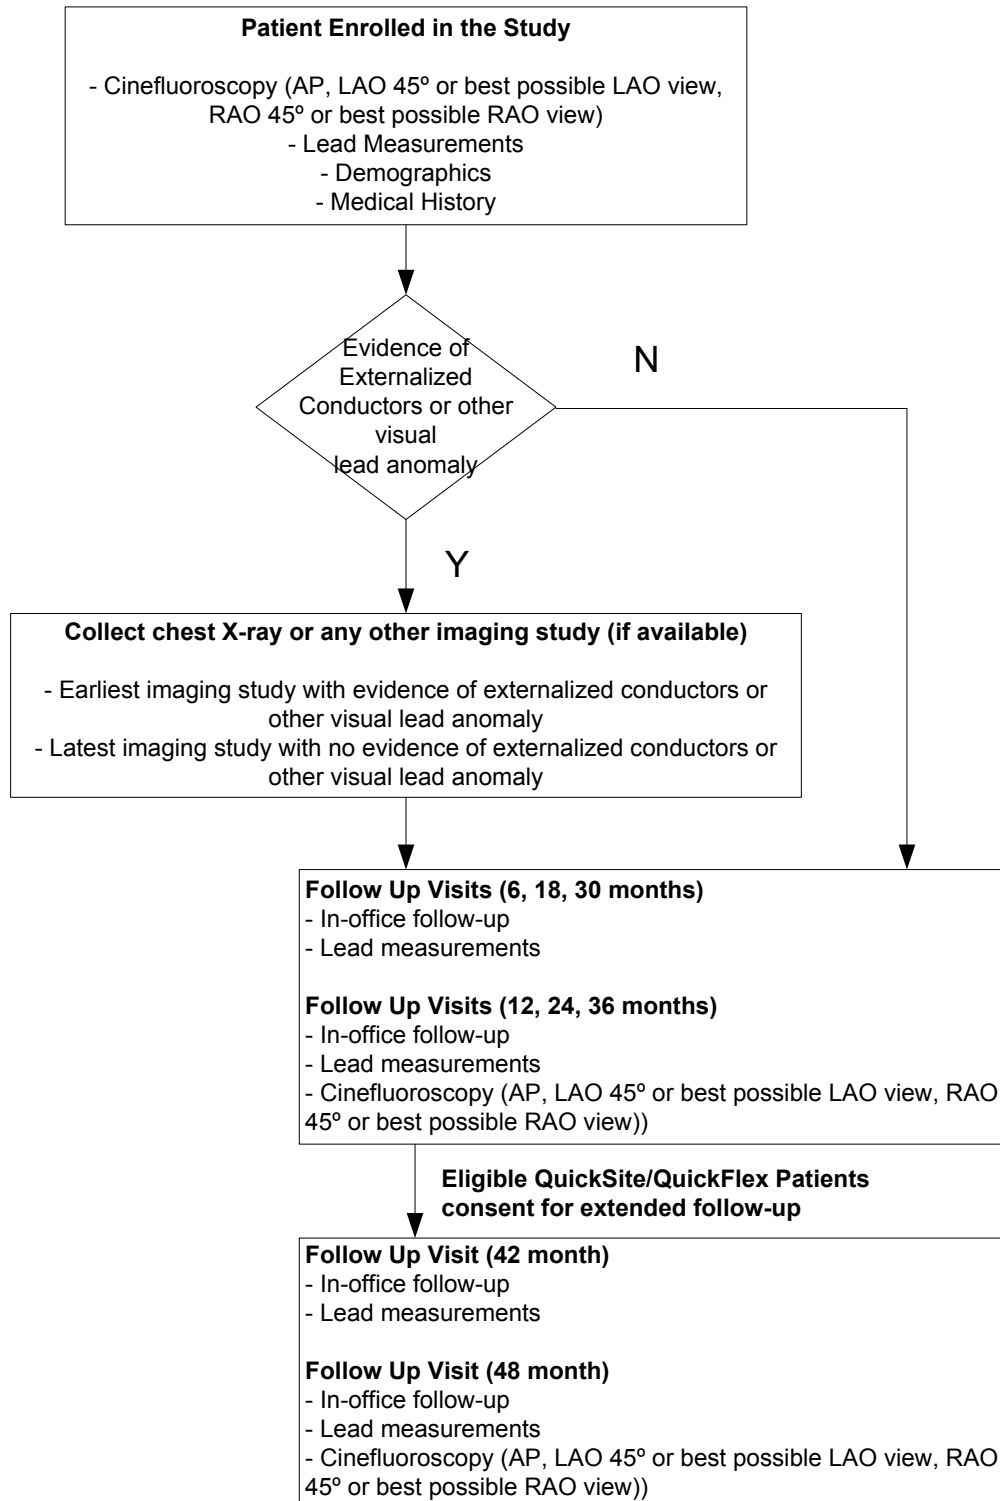 Patient Enrolled in the Study
- Cinefluoroscopy (AP, LAO 45º or best possible LAO view,
RAO 45º or best possible RAO view)
- Lead Measurements
- Demographics
- Medical History
Evidence of
Externalized
Conductors or other
visual
lead anomaly
N
Y
Collect chest X-ray or any other imaging study (if available)
- Earliest imaging study with evidence of externalized conductors or
other visual lead anomaly
- Latest imaging study with no evidence of externalized conductors or
other visual lead anomaly
Follow Up Visits (6, 18, 30 months)
- In-office follow-up
- Lead measurements
Follow Up Visits (12, 24, 36 months)
- In-office follow-up
- Lead measurements
- Cinefluoroscopy (AP, LAO 45º or best possible LAO view, RAO
45º or best possible RAO view))
Eligible QuickSite/QuickFlex Patients
consent for extended follow-up
Follow Up Visit (42 month)
- In-office follow-up
- Lead measurements
Follow Up Visit (48 month)
- In-office follow-up
- Lead measurements
- Cinefluoroscopy (AP, LAO 45º or best possible LAO view, RAO
45º or best possible RAO view))